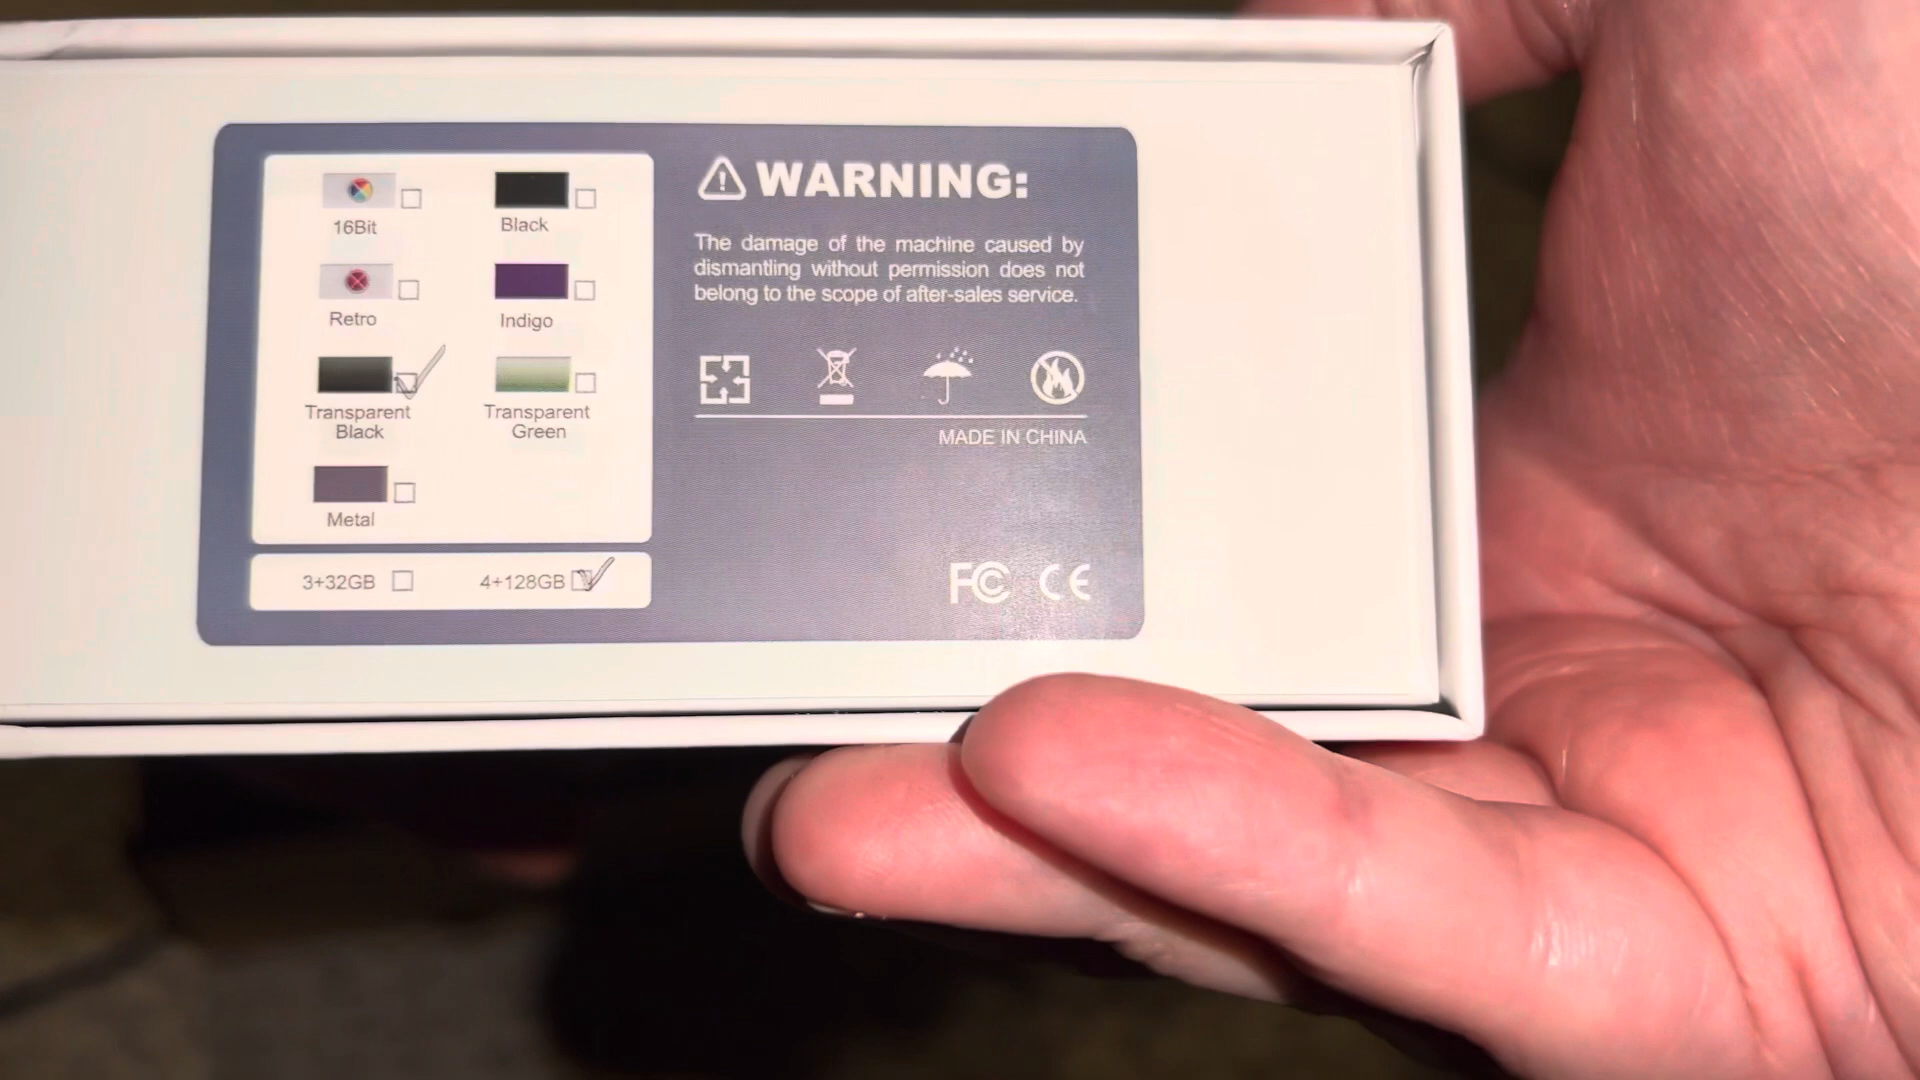 16Bit
Black
Retro
Indigo
Transparent
Black
Transparent
Green
Metal
3+32GB
4+128GB
WARNING:
The damage of the machine caused by
dismantling without permission does not
belong to the scope of after-sales service.
MADE IN CHINA
FC CE